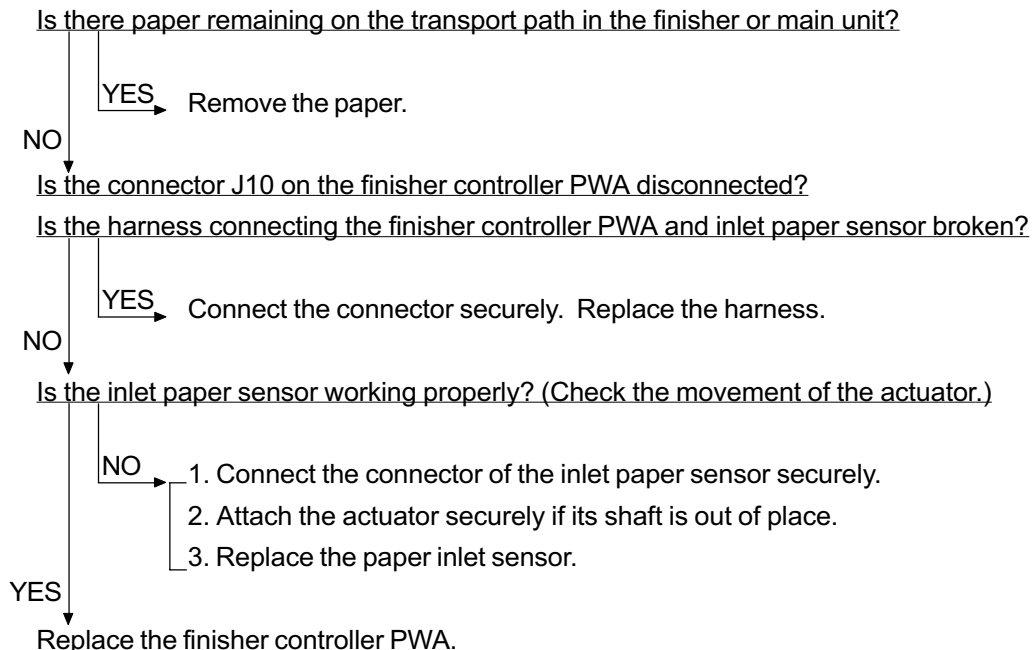 Is there paper remaining on the transport path in the finisher or main unit?
YES Remove the paper.
NO
Is the connector J10 on the finisher controller PWA disconnected?
Is the harness connecting the finisher controller PWA and inlet paper sensor broken?
YES Connect the connector securely.  Replace the harness.
NO
Is the inlet paper sensor working properly? (Check the movement of the actuator.)
NO 1. Connect the connector of the inlet paper sensor securely.
2. Attach the actuator securely if its shaft is out of place.
3. Replace the paper inlet sensor.
YES
Replace the finisher controller PWA.